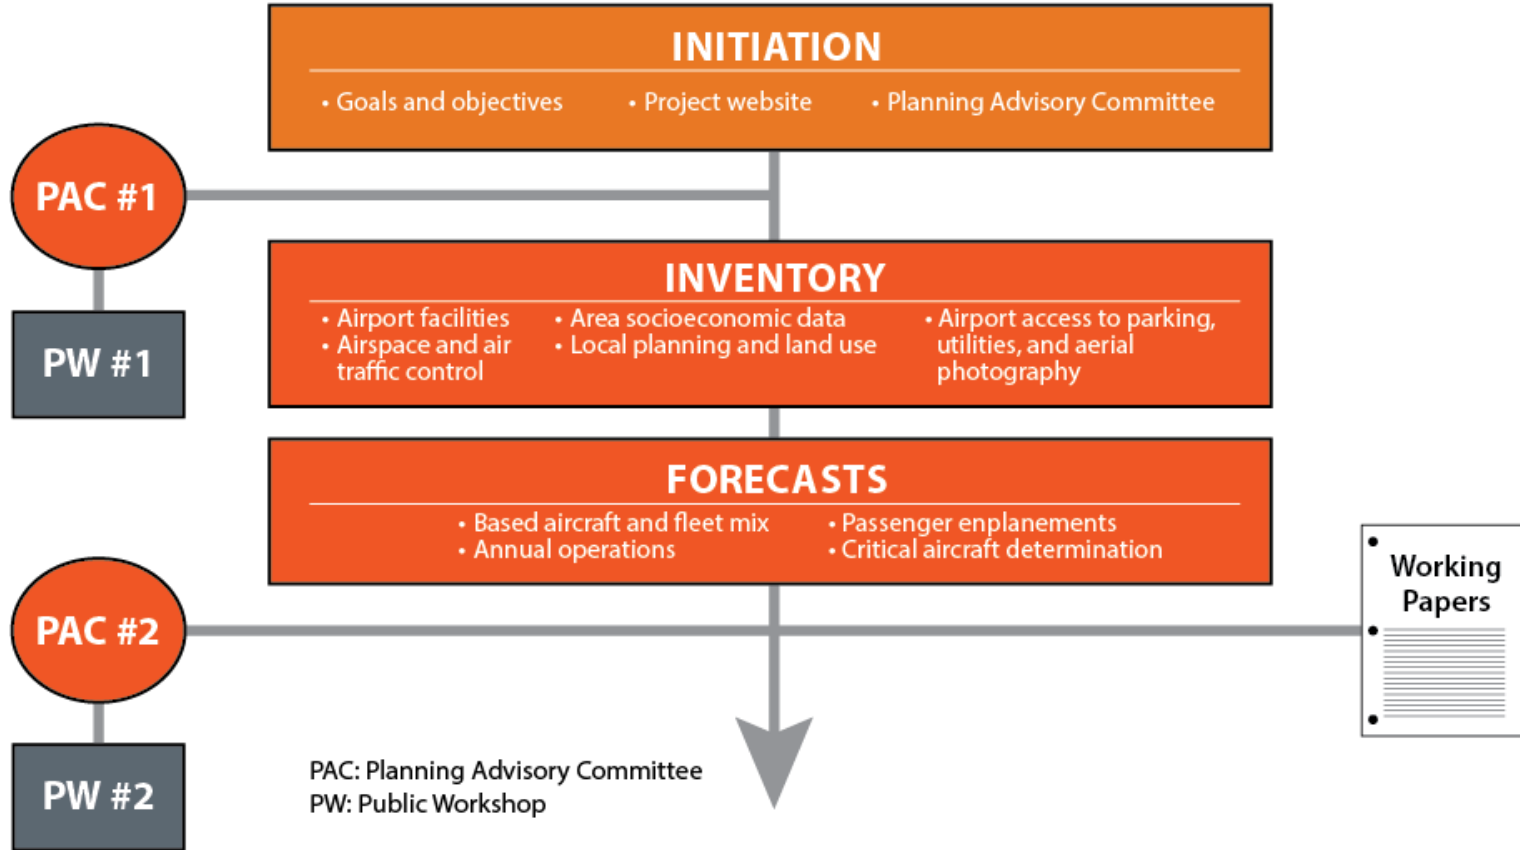 INITIATION
• Goals and objectives • Project website • Planning Advisory Committee
PAC #1
PW #1
INVENTORY
• Airport facilities
• Airspace and air
traffic control
• Area socioeconomic data
• Local planning and land use
• Airport access to parking,
utilities, and aerial
photography
FORECASTS
• Based aircraft and fleet mix
• Annual operations
• Passenger enplanements
• Critical aircraft determination
PAC #2
PW #2
Working
Papers
PAC: Planning Advisory Committee
PW: Public Workshop